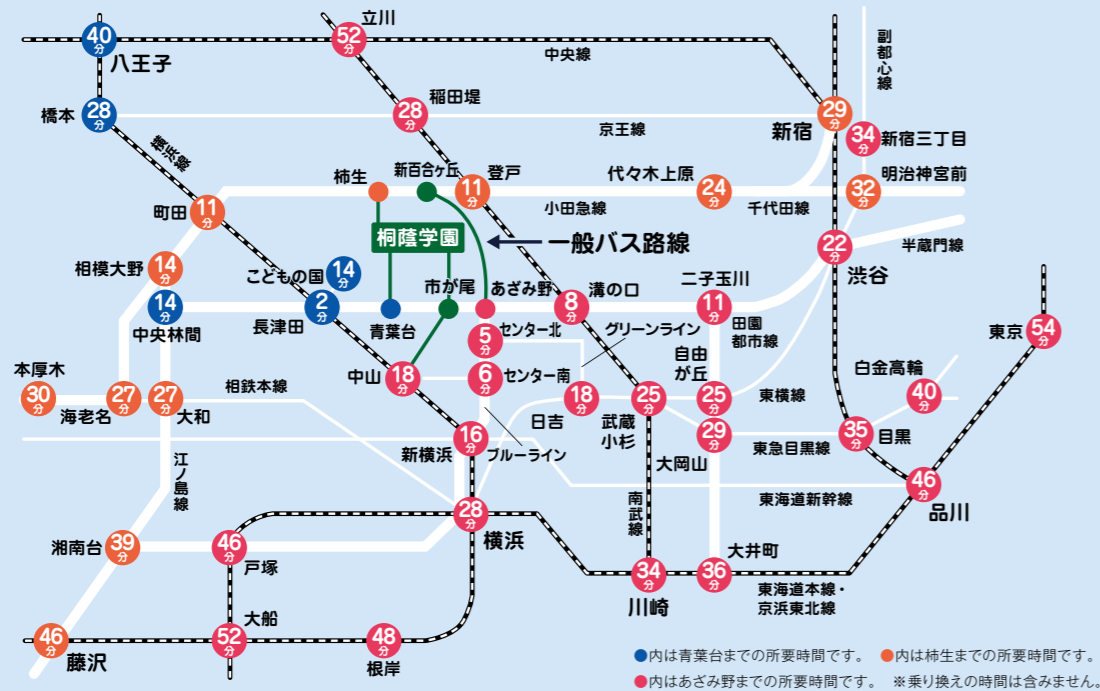 立川
52分
40分
八王子
中央線
副都心線
橋本
28分
28分
稲田堤
京王線
29分
新宿
34分
新宿三丁目
横浜線
柿生
新百合ヶ丘
11分
登戸
代々木上原
24分
明治神宮前
32分
小田急線
千代田線
町田
11分
桐蔭学園
一般バス路線
22分
渋谷
半蔵門線
相模大野
14分
こどもの国
14分
市が尾
あざみ野
溝の口
二子玉川
14分
中央林間
2分
長津田
青葉台
8分
11分
田園
都市線
グリーンライン
5分
センター北
東京
54分
自由
が丘
白金高輪
本厚木
30分
27分
海老名
27分
大和
相鉄本線
中山
18分
6分
センター南
18分
日吉
25分
武蔵
小杉
25分
東横線
40分
16分
新横浜
ブルーライン
29分
大岡山
東急目黒線
35分
目黒
江ノ島線
南武線
東海道新幹線
46分
品川
28分
横浜
湘南台
39分
46分
戸塚
34分
川崎
大井町
36分
東海道本線・
京浜東北線
大船
46分
藤沢
52分
48分
根岸
●内は青葉台までの所要時間です。 ●内は柿生までの所要時間です。
●内はあざみ野までの所要時間です。 ※乗り換えの時間は含みません。